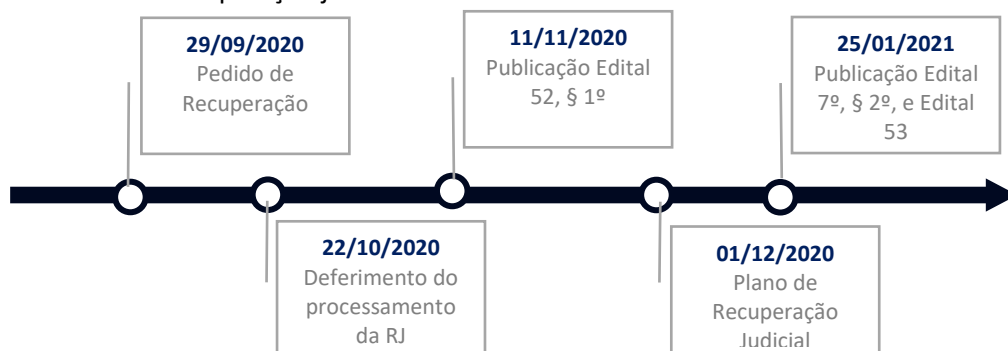 29/09/2020
Pedido de
Recuperação
11/11/2020
Publicação Edital
52, § 1º
25/01/2021
Publicação Edital
7º, § 2º, e Edital
53
22/10/2020
Deferimento do
processamento
da RJ
01/12/2020
Plano de
Recuperação
Judicial